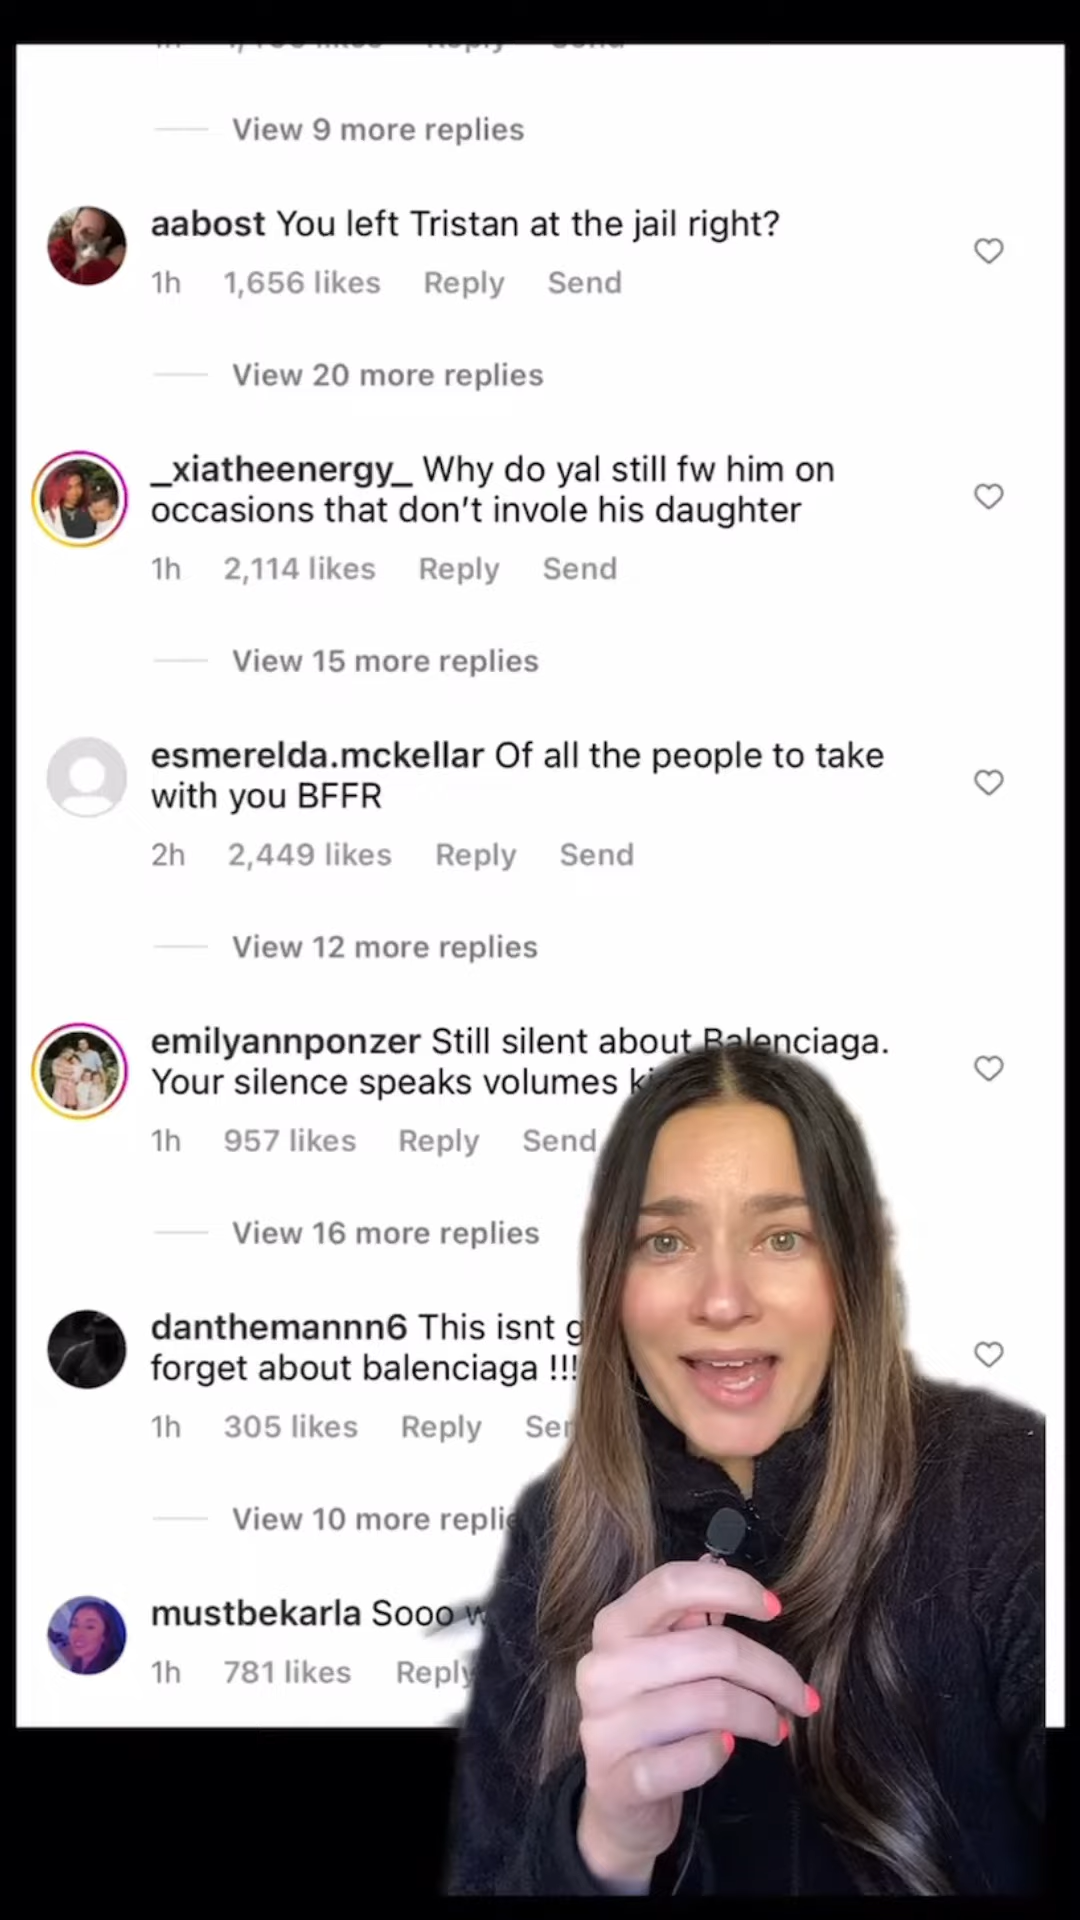 View 9 more replies
aabost You left Tristan at the jail right?
1h 1,656 likes Reply Send
View 20 more replies
_xiatheenergy_ Why do yal still fw him on
occasions that don't invole his daughter
1h 2,114 likes Reply Send
View 15 more replies
esmerelda.mckellar Of all the people to take
with you BFFR
2h 2,449 likes Reply Send
View 12 more replies
emilyannponzer Still silent about Balenciaga.
Your silence speaks volumes
1h 957 likes Reply Send
View 16 more replies
danthemannn6 This isnt
forget about balenciaga !!!
1h 305 likes Reply
View 10 more
mustbekarla Sooo
1h 781 likes Reply